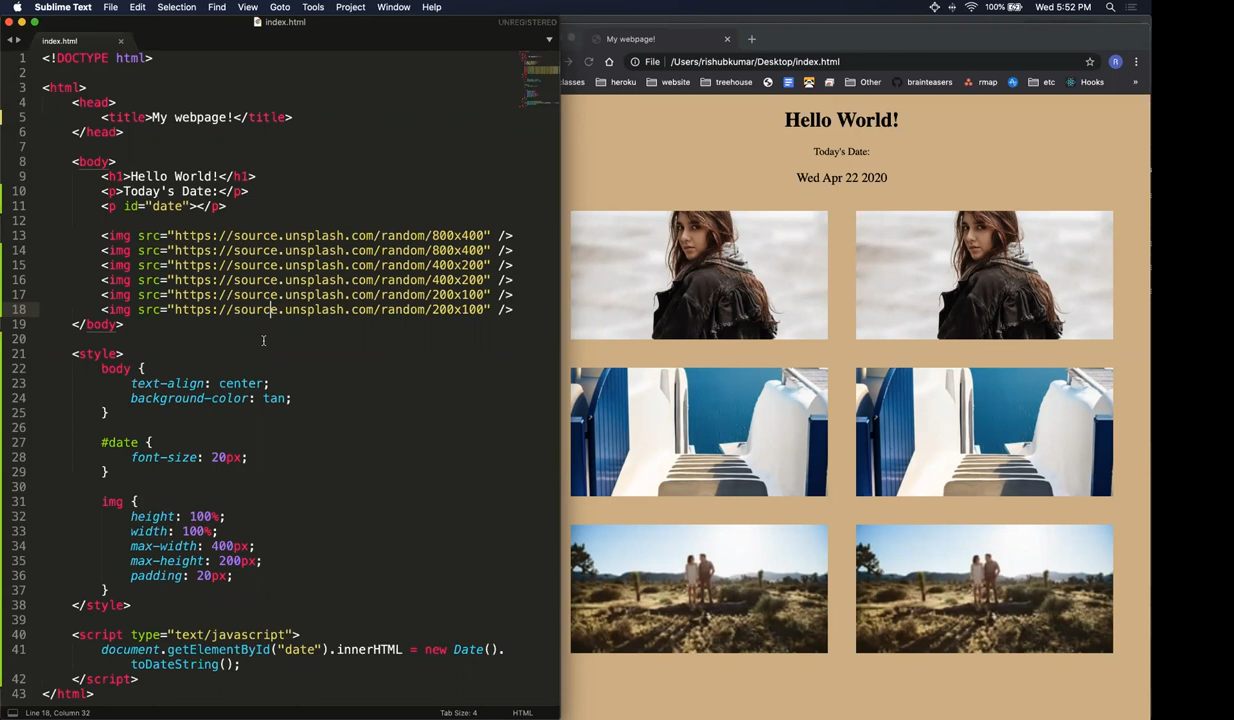 Sublime Text File Edit Selection Find View Goto Tools Project Window Help 100% Wed 5:52 PM
index.html UNREGISTERED
index.html
1 <!DOCTYPE html>
2
3 <html>
4 <head>
5 <title>My webpage!</title>
6 </head>
7
8 <body>
9 <h1>Hello World!</h1>
10 <p>Today's Date:</p>
11 <p id="date"></p>
12
13 <img src="https://source.unsplash.com/random/800x400" />
14 <img src="https://source.unsplash.com/random/800x400" />
15 <img src="https://source.unsplash.com/random/400x200" />
16 <img src="https://source.unsplash.com/random/400x200" />
17 <img src="https://source.unsplash.com/random/200x100" />
18 <img src="https://source.unsplash.com/random/200x100" />
19 </body>
20
21 <style>
22 body {
23 text-align: center;
24 background-color: tan;
25 }
26
27 #date {
28 font-size: 20px;
29 }
30
31 img {
32 height: 100%;
33 width: 100%;
34 max-width: 400px;
35 max-height: 200px;
36 padding: 20px;
37 }
38 </style>
39
40 <script type="text/javascript">
41 document.getElementById("date").innerHTML = new Date().
toDateString();
42 </script>
43 </html>
Line 18, Column 32 Tab Size: 4 HTML
My webpage!
File /Users/rishubkumar/Desktop/index.html R
classes heroku website treehouse Other brainteasers rmap etc Hooks »
Hello World!
Today's Date:
Wed Apr 22 2020